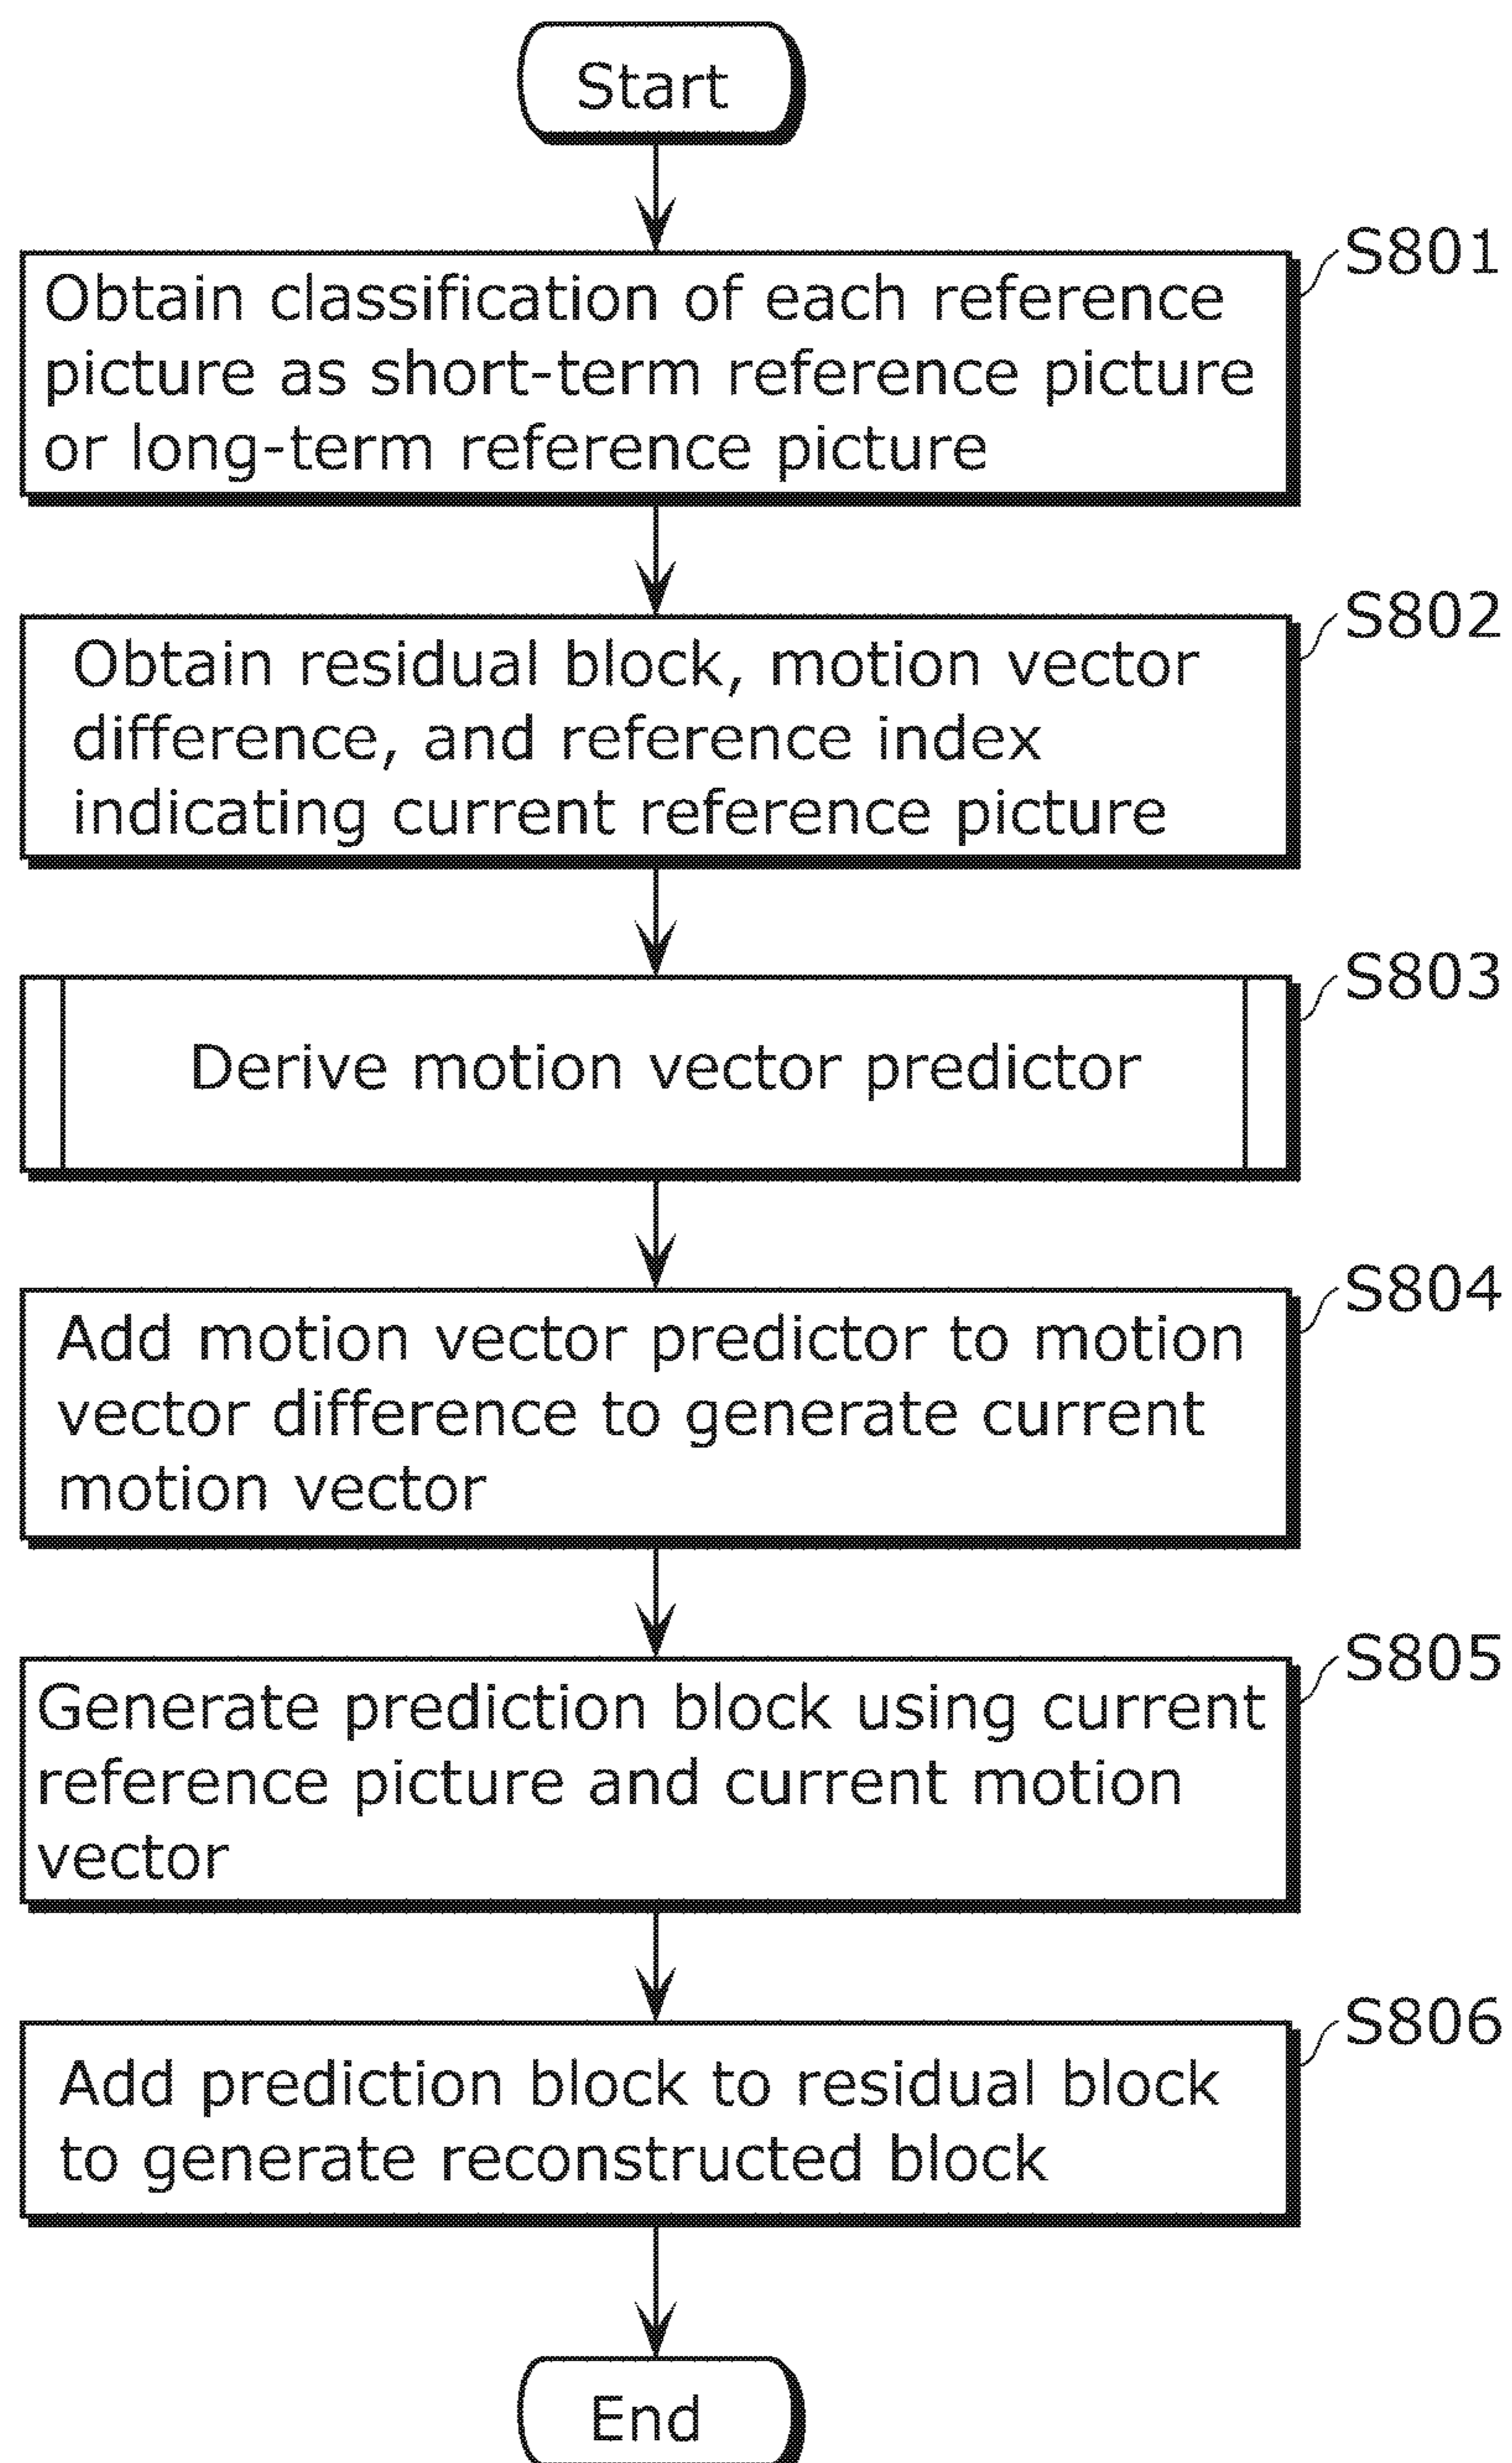 Start
S801
Obtain classification of each reference
picture as short-term reference picture
or long-term reference picture
S802
Obtain residual block, motion vector
difference, and reference index
indicating current reference picture
S803
Derive motion vector predictor
S804
Add motion vector predictor to motion
vector difference to generate current
motion vector
S805
Generate prediction block using current
reference picture and current motion
vector
S806
Add prediction block to residual block
to generate reconstructed block
End